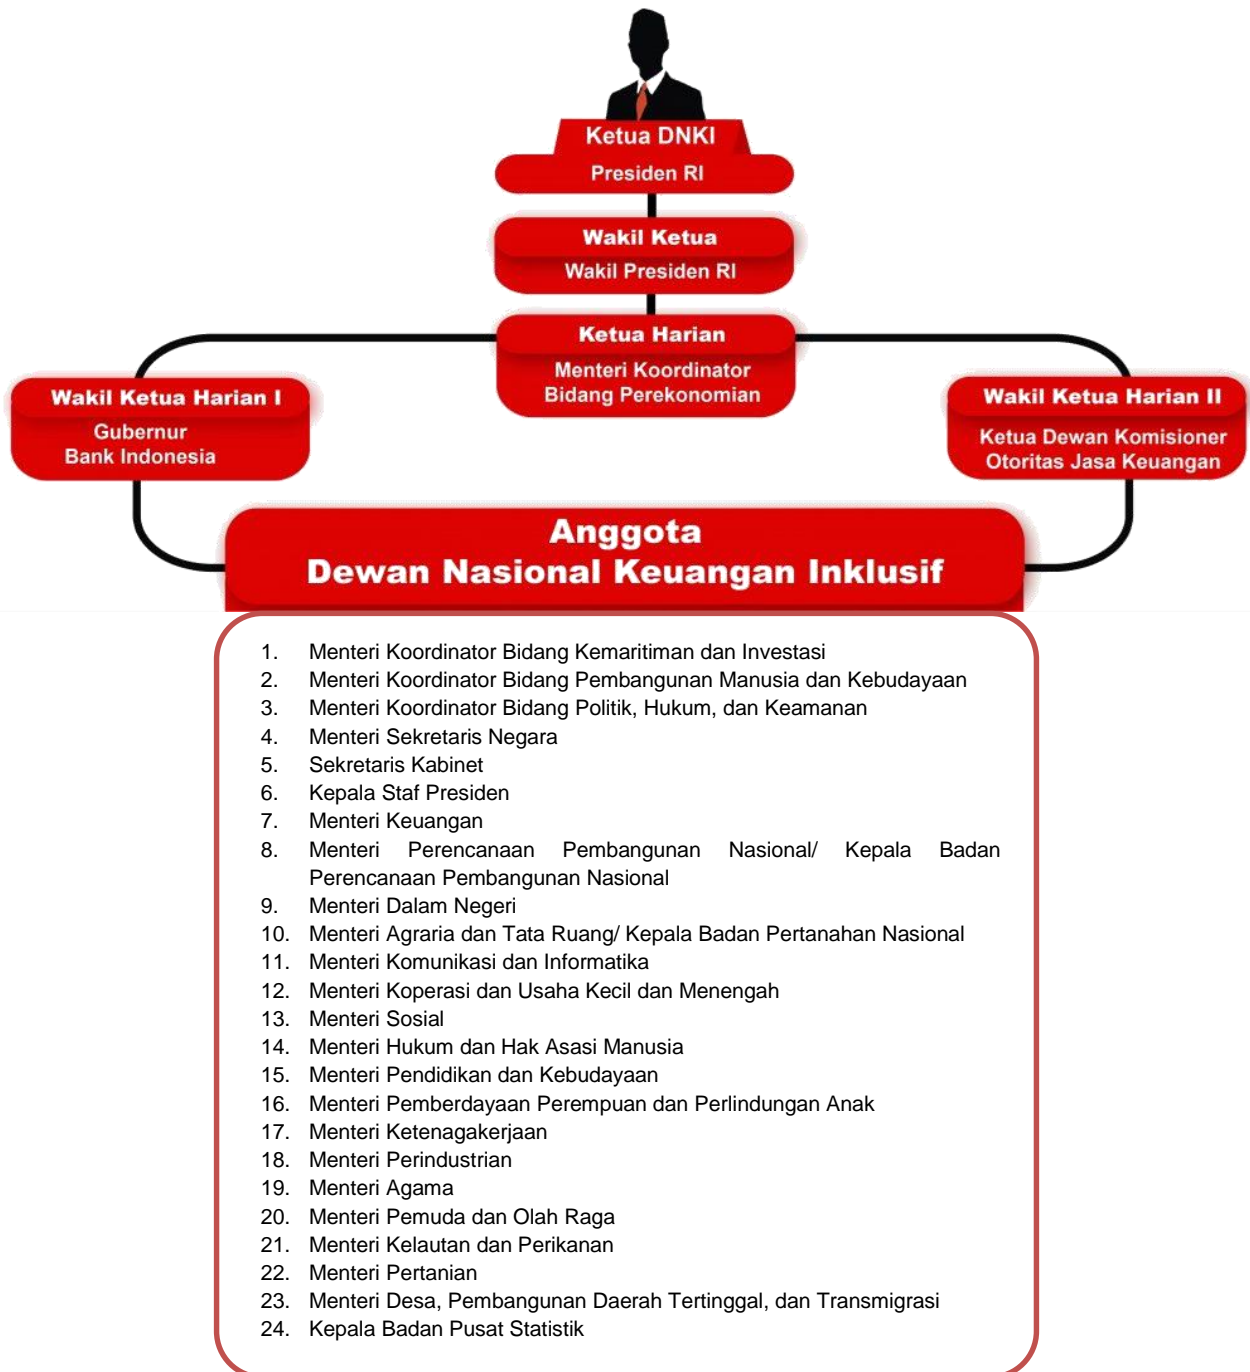 Ketua DNKI
Presiden RI
Wakil Ketua
Wakil Presiden RI
Ketua Harian
Menteri Koordinator
Bidang Perekonomian
Wakil Ketua Harian I
Gubernur
Bank Indonesia
Wakil Ketua Harian II
Ketua Dewan Komisioner
Otoritas Jasa Keuangan
Anggota
Dewan Nasional Keuangan Inklusif
1. Menteri Koordinator Bidang Kemaritiman dan Investasi
2. Menteri Koordinator Bidang Pembangunan Manusia dan Kebudayaan
3. Menteri Koordinator Bidang Politik, Hukum, dan Keamanan
4. Menteri Sekretaris Negara
5. Sekretaris Kabinet
6. Kepala Staf Presiden
7. Menteri Keuangan
8. Menteri Perencanaan Pembangunan Nasional/ Kepala Badan
Perencanaan Pembangunan Nasional
9. Menteri Dalam Negeri
10. Menteri Agraria dan Tata Ruang/ Kepala Badan Pertanahan Nasional
11. Menteri Komunikasi dan Informatika
12. Menteri Koperasi dan Usaha Kecil dan Menengah
13. Menteri Sosial
14. Menteri Hukum dan Hak Asasi Manusia
15. Menteri Pendidikan dan Kebudayaan
16. Menteri Pemberdayaan Perempuan dan Perlindungan Anak
17. Menteri Ketenagakerjaan
18. Menteri Perindustrian
19. Menteri Agama
20. Menteri Pemuda dan Olah Raga
21. Menteri Kelautan dan Perikanan
22. Menteri Pertanian
23. Menteri Desa, Pembangunan Daerah Tertinggal, dan Transmigrasi
24. Kepala Badan Pusat Statistik